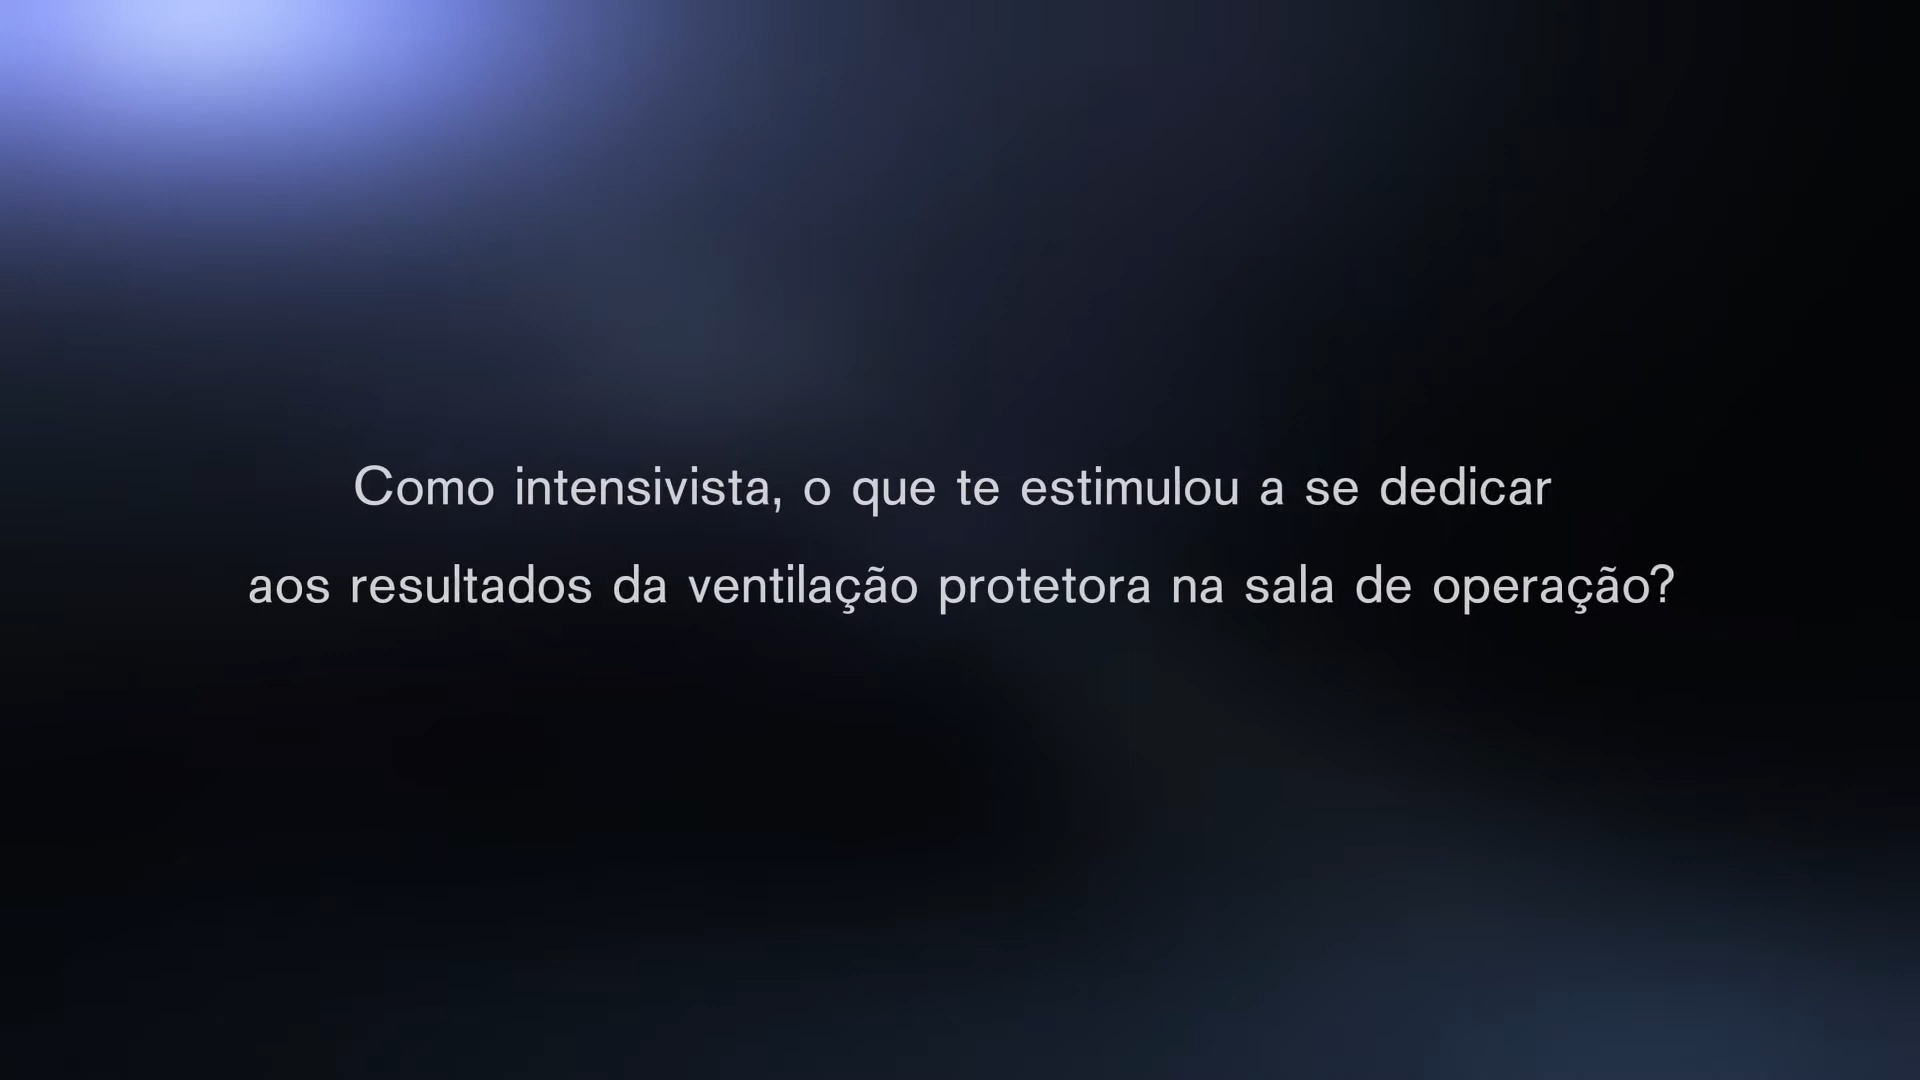 Como intensivista, o que te estimulou a se dedicar
aos resultados da ventilação protetora na sala de operação?